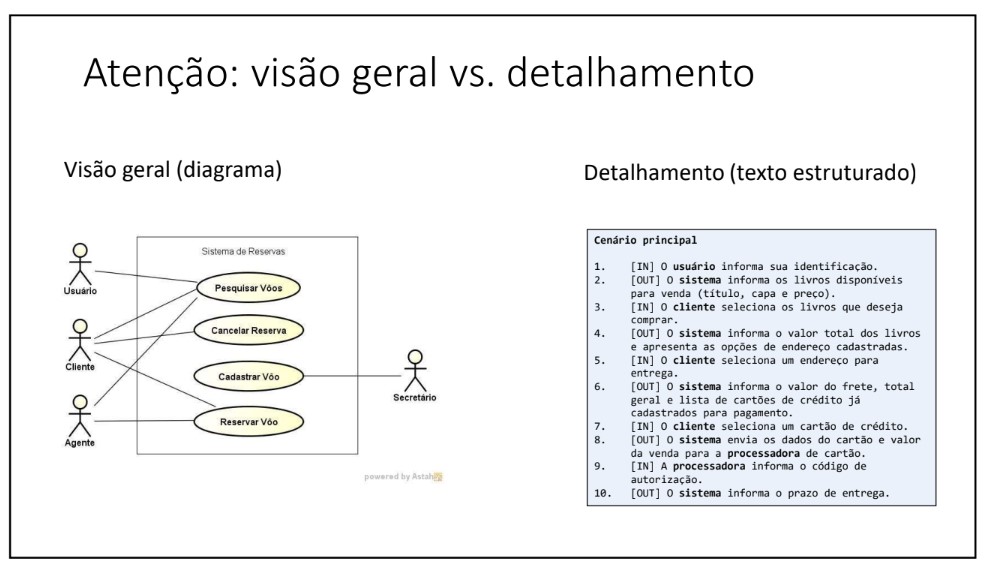 Atenção: visão geral vs. detalhamento
Visão geral (diagrama)
Sistema de Reservas
Usuário
Pesquisar Vôos
Cancelar Reserva
Cliente
Cadastrar Vôo
Secretário
Reservar Vôo
Agente
powered by Astah
Detalhamento (texto estruturado)
Cenário principal
1. [IN] O usuário informa sua identificação.
2. [OUT] O sistema informa os livros disponíveis
para venda (título, capa e preço).
3. [IN] O cliente seleciona os livros que deseja
comprar.
4. [OUT] O sistema informa o valor total dos livros
e apresenta as opções de endereço cadastradas.
5. [IN] O cliente seleciona um endereço para
entrega.
6. [OUT] O sistema informa o valor do frete, total
geral e lista de cartões de crédito já
cadastrados para pagamento.
7. [IN] O cliente seleciona um cartão de crédito.
8. [OUT] O sistema envia os dados do cartão e valor
da venda para a processadora de cartão.
9. [IN] A processadora informa o código de
autorização.
10. [OUT] O sistema informa o prazo de entrega.